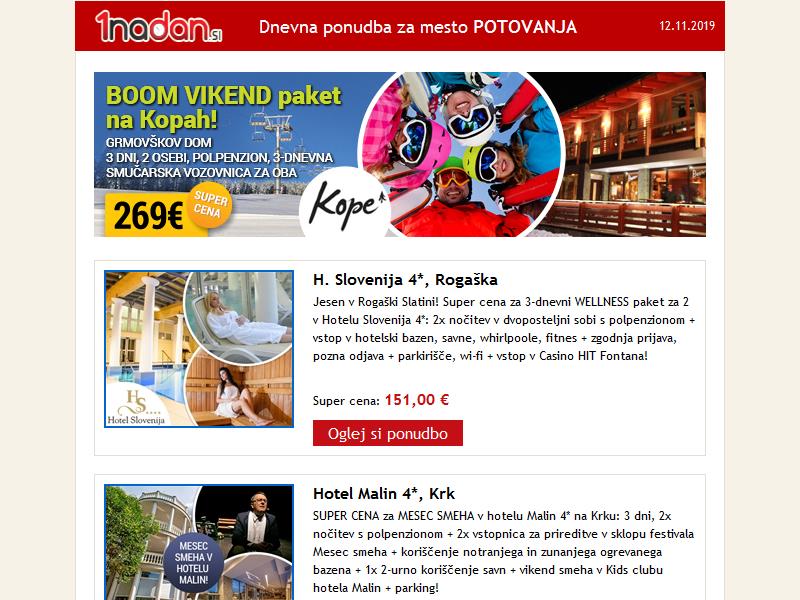 1nadan.si
Dnevna ponudba za mesto POTOVANJA
12.11.2019
BOOM VIKEND paket
na Kopah!
GRMOVŠKOV DOM
3 DNI, 2 OSEBI, POLPENZION, 3-DNEVNA
SMUČARSKA VOZOVNICA ZA OBA
269€
SUPER
CENA
Kope
H. Slovenija 4*, Rogaška
Jesen v Rogaški Slatini! Super cena za 3-dnevni WELLNESS paket za 2
v Hotelu Slovenija 4*: 2x nočitev v dvoposteljni sobi s polpenzionom +
vstop v hotelski bazen, savne, whirlpoole, fitnes + zgodnja prijava,
pozna odjava + parkirišče, wi-fi + vstop v Casino HIT Fontana!
HS
Hotel Slovenija
Super cena: 151,00 €
Oglej si ponudbo
Hotel Malin 4*, Krk
SUPER CENA za MESEC SMEHA v hotelu Malin 4* na Krku: 3 dni, 2x
nočitev s polpenzionom + 2x vstopnica za prireditve v sklopu festivala
Mesec smeha + koriščenje notranjega in zunanjega ogrevanega
bazena + 1x 2-urno koriščenje savn + vikend smeha v Kids clubu
hotela Malin + parking!
MESEC
SMEHA V
HOTELU
MALIN!